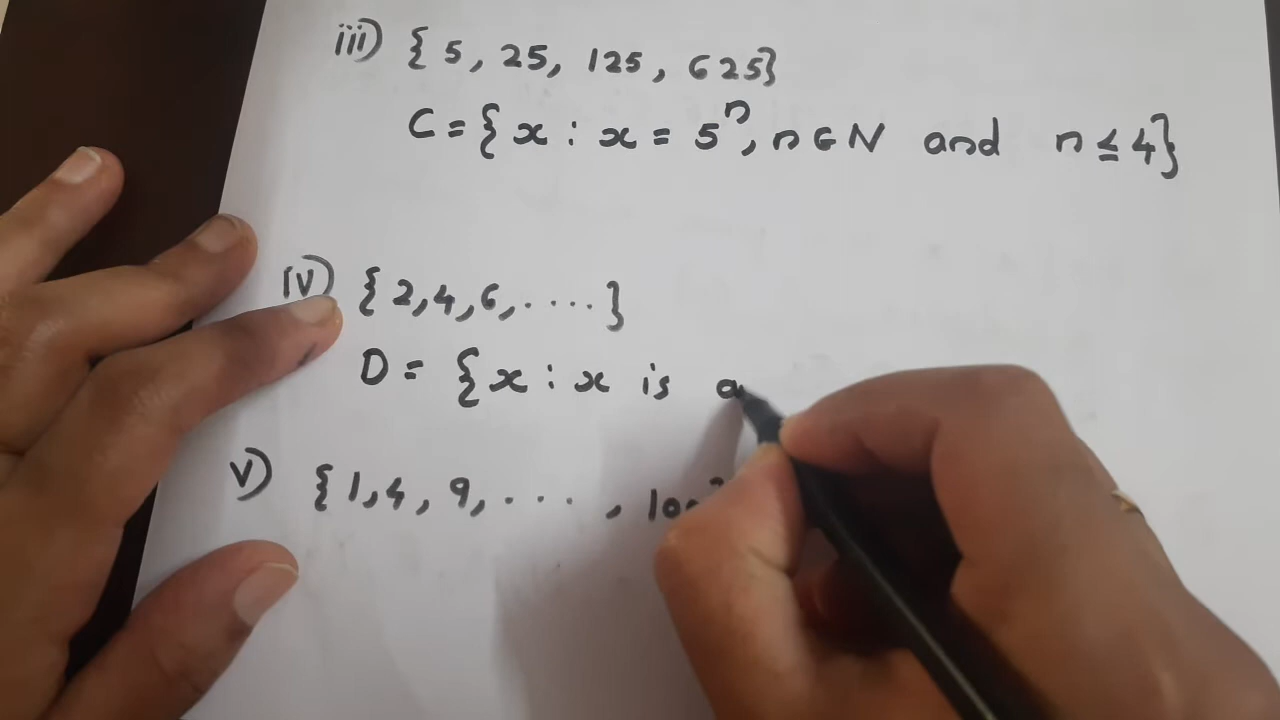 iii) { 5, 25, 125, 625}
C = { x : x = 5ⁿ, n ∈ N and n ≤ 4}
iv) { 2,4,6, . . . . }
D = { x : x is
v) { 1,4, 9, . . . ,